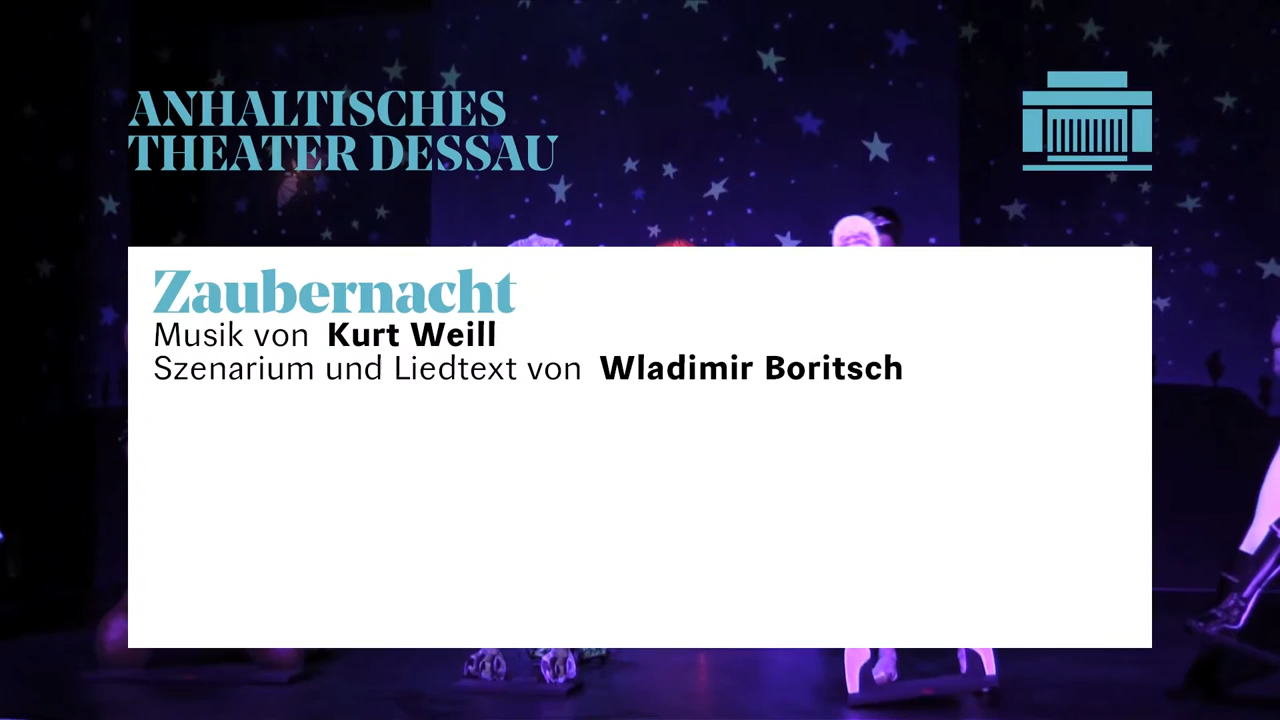 ANHALTISCHES
THEATER DESSAU
Zaubernacht
Musik von Kurt Weill
Szenarium und Liedtext von Wladimir Boritsch